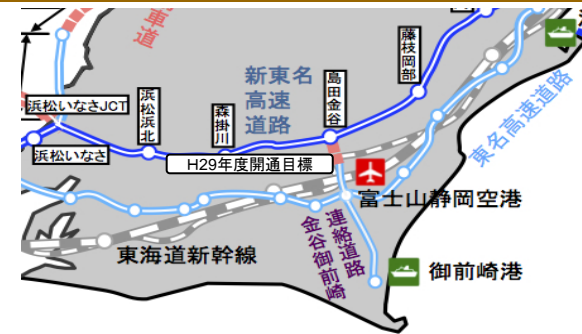 車道
藤枝岡部
新東名
高速
道路
島田金谷
浜松いなさJCT
浜松浜北
森掛川
東名高速道路
浜松いなさ
H29年度開通目標
富士山静岡空港
金谷御前崎
連絡道路
東海道新幹線
御前崎港